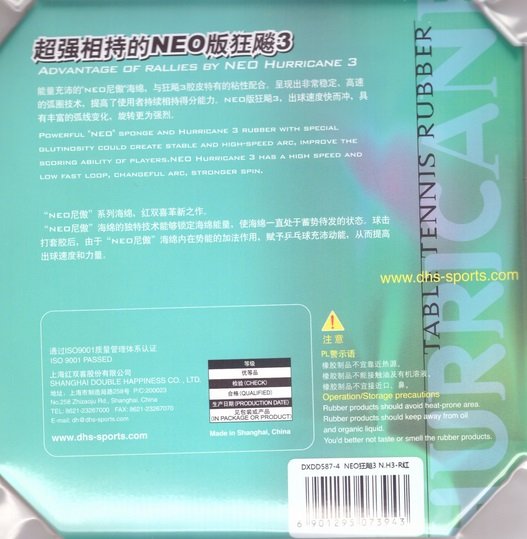 超强相持的NEO版狂飚3
ADVANTAGE OF RALLIES BY NEO HURRICANE 3
能量充沛的“NEO尼傲”海绵，与狂飚3胶皮特有的粘性配合，呈现出非常稳定、高速
的弧圈技术，提高了使用者持续相持得分能力。NEO版狂飚3，出球速度快而冲，具
有丰富的弧线变化，旋转更为强烈。
POWERFUL "NEO" SPONGE AND HURRICANE 3 RUBBER WITH SPECIAL
GLUTINOSITY COULD CREATE STABLE AND HIGH-SPEED ARC, IMPROVE THE
SCORING ABILITY OF PLAYERS.NEO HURRICANE 3 HAS A HIGH SPEED AND
LOW FAST LOOP, CHANGEFUL ARC, STRONGER SPIN.
“NEO尼傲”系列海绵，红双喜革新之作。
“NEO尼傲”海绵的独特技术能够锁定海绵能量，使海绵一直处于蓄势待发的状态。球击
打套胶后，由于“NEO尼傲”海绵内在势能的加法作用，赋予乒乓球充沛动能，从而提高
出球速度和力量。
TABLE TENNIS RUBBER
HURRICANE
www.dhs-sports.com
通过ISO9001质量管理体系认证
ISO 9001 PASSED
上海红双喜股份有限公司
SHANGHAI DOUBLE HAPPINESS CO., LTD.
地址：上海市制造局路258号 P/C:200023
No.258 Zhizaoju Rd., Shanghai, China
TEL: 8621-23267000 FAX: 8621-23267070
E-mail: dh@dhs-sports.com
www.dhs-sports.com
等级
优等品
检验(CHECK)
合格(QUALIFIED)
生产日期(PRODUCTION DATE)
见包装或产品
(IN PACKAGE OR PRODUCT)
Made in Shanghai, China
注意
PL警示语
橡胶制品不宜靠近热源。
橡胶制品不能接触油及有机溶液。
橡胶制品不宜接近口、鼻。
Operation/Storage precautions
Rubber products should avoid heat-prone area.
Rubber products should keep away from oil
and organic liquid.
You'd better not taste or smell the rubber products.
DXDD587-4 NEO狂飚3 N.H3-R红
6 901295 073943